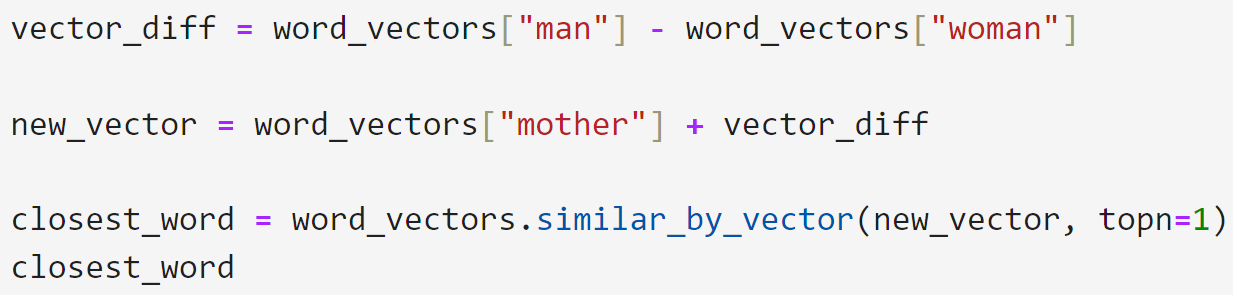 vector_diff = word_vectors["man"] - word_vectors["woman"]
new_vector = word_vectors["mother"] + vector_diff
closest_word = word_vectors.similar_by_vector(new_vector, topn=1)
closest_word